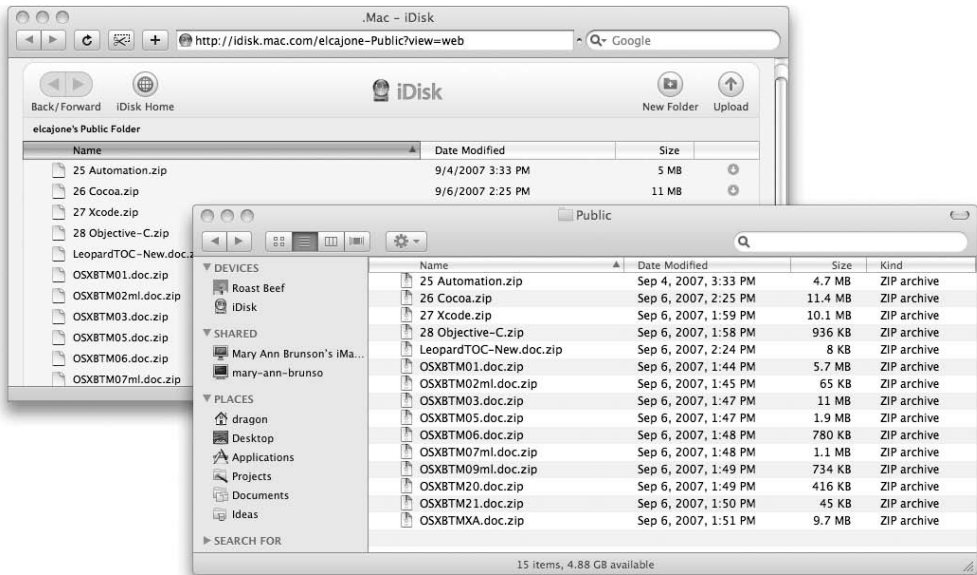 .Mac – iDisk
http://idisk.mac.com/elcajone-Public?view=web
Google
Back/Forward iDisk Home iDisk New Folder Upload
elcajone's Public Folder
Name Date Modified Size
25 Automation.zip 9/4/2007 3:33 PM 5 MB
26 Cocoa.zip 9/6/2007 2:25 PM 11 MB
27 Xcode.zip
28 Objective-C.zip
LeopardTOC-New.doc.z
OSXBTM01.doc.zip
OSXBTM02ml.doc.zip
OSXBTM03.doc.zip
OSXBTM05.doc.zip
OSXBTM06.doc.zip
OSXBTM07ml.doc.zip
Public
DEVICES
Roast Beef
iDisk
SHARED
Mary Ann Brunson's iMa...
mary-ann-brunso
PLACES
dragon
Desktop
Applications
Projects
Documents
Ideas
SEARCH FOR
Name Date Modified Size Kind
25 Automation.zip Sep 4, 2007, 3:33 PM 4.7 MB ZIP archive
26 Cocoa.zip Sep 6, 2007, 2:25 PM 11.4 MB ZIP archive
27 Xcode.zip Sep 6, 2007, 1:59 PM 10.1 MB ZIP archive
28 Objective-C.zip Sep 6, 2007, 1:58 PM 936 KB ZIP archive
LeopardTOC-New.doc.zip Sep 6, 2007, 2:24 PM 8 KB ZIP archive
OSXBTM01.doc.zip Sep 6, 2007, 1:44 PM 5.7 MB ZIP archive
OSXBTM02ml.doc.zip Sep 6, 2007, 1:45 PM 65 KB ZIP archive
OSXBTM03.doc.zip Sep 6, 2007, 1:47 PM 11 MB ZIP archive
OSXBTM05.doc.zip Sep 6, 2007, 1:47 PM 1.9 MB ZIP archive
OSXBTM06.doc.zip Sep 6, 2007, 1:48 PM 780 KB ZIP archive
OSXBTM07ml.doc.zip Sep 6, 2007, 1:48 PM 1.1 MB ZIP archive
OSXBTM09ml.doc.zip Sep 6, 2007, 1:49 PM 734 KB ZIP archive
OSXBTM20.doc.zip Sep 6, 2007, 1:49 PM 416 KB ZIP archive
OSXBTM21.doc.zip Sep 6, 2007, 1:50 PM 45 KB ZIP archive
OSXBTMXA.doc.zip Sep 6, 2007, 1:51 PM 9.7 MB ZIP archive
15 items, 4.88 GB available